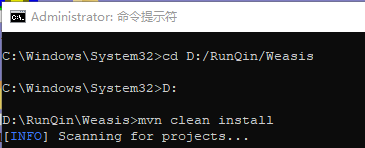 Administrator: 命令提示符
C:\Windows\System32>cd D:/RunQin/Weasis
C:\Windows\System32>D:
D:\RunQin\Weasis>mvn clean install
[INFO] Scanning for projects...